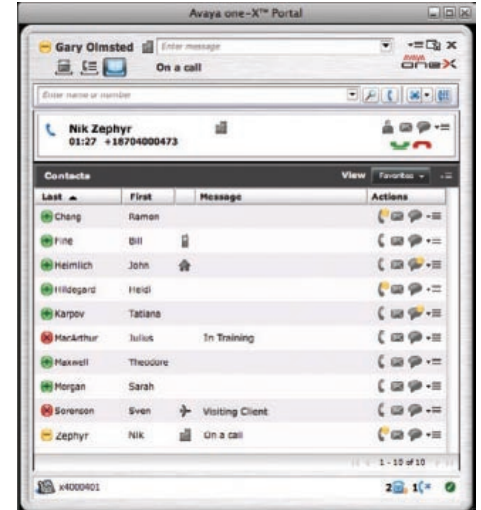 Avaya one-X™ Portal
Gary Olmsted Enter message
AVAYA
one-X
On a call
Enter name or number
Nik Zephyr
01:27 +18704000473
Contacts View Favorites
Last First Message Actions
Chang Ramon
Fine Bill
Heimlich John
Hildegard Heidi
Karpov Tatiana
MacArthur Julius In Training
Maxwell Theodore
Morgan Sarah
Sorenson Sven Visiting Client
Zephyr Nik On a call
1 - 10 of 10
x4000401 2 1